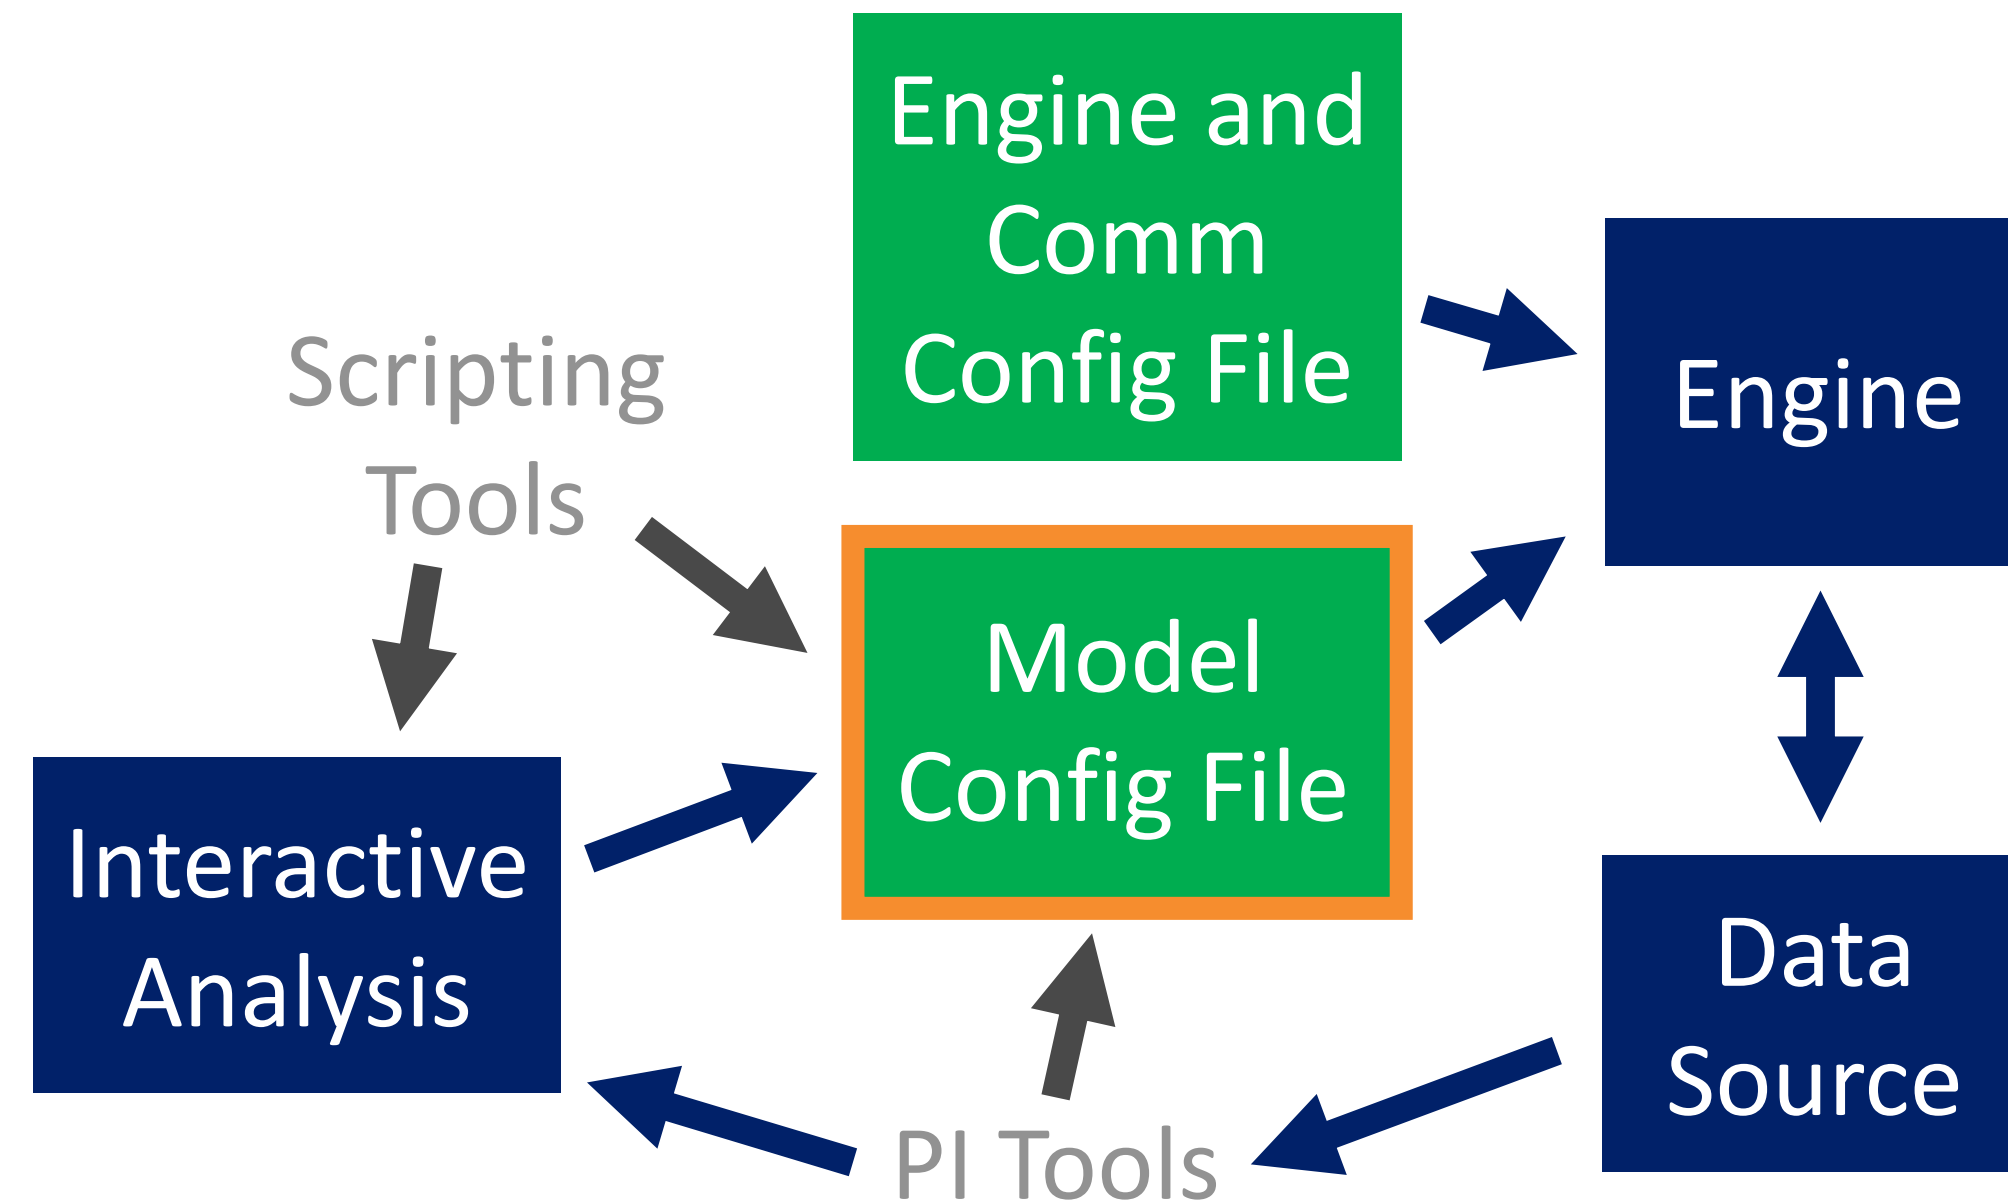 Engine and
Comm
Config File
Engine
Scripting
Tools
Model
Config File
Interactive
Analysis
Data
Source
PI Tools